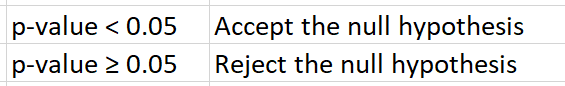 p-value < 0.05 Accept the null hypothesis
p-value ≥ 0.05 Reject the null hypothesis